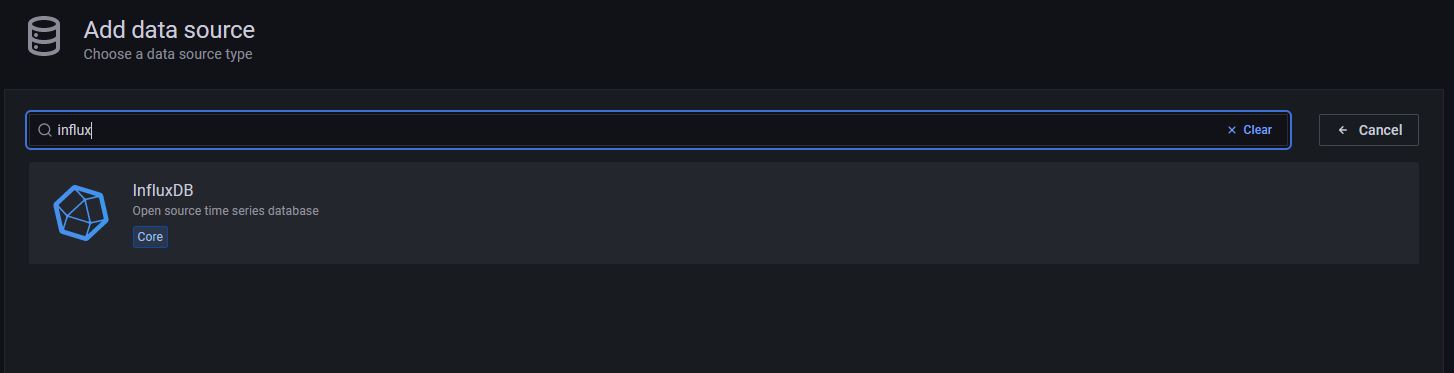 Add data source
Choose a data source type
influx
Clear
Cancel
InfluxDB
Open source time series database
Core